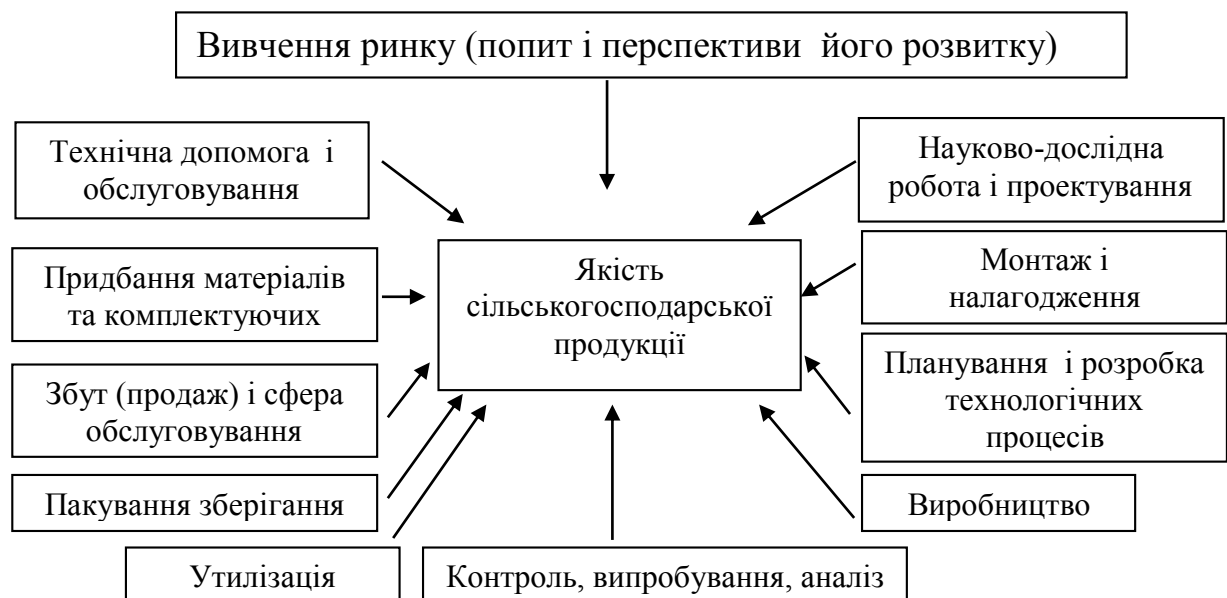 Вивчення ринку (попит і перспективи його розвитку)
Технічна допомога і
обслуговування
Науково-дослідна
робота і проектування
Придбання матеріалів
та комплектуючих
Якість
сільськогосподарської
продукції
Монтаж і
налагодження
Збут (продаж) і сфера
обслуговування
Планування і розробка
технологічних
процесів
Пакування зберігання
Виробництво
Утилізація
Контроль, випробування, аналіз